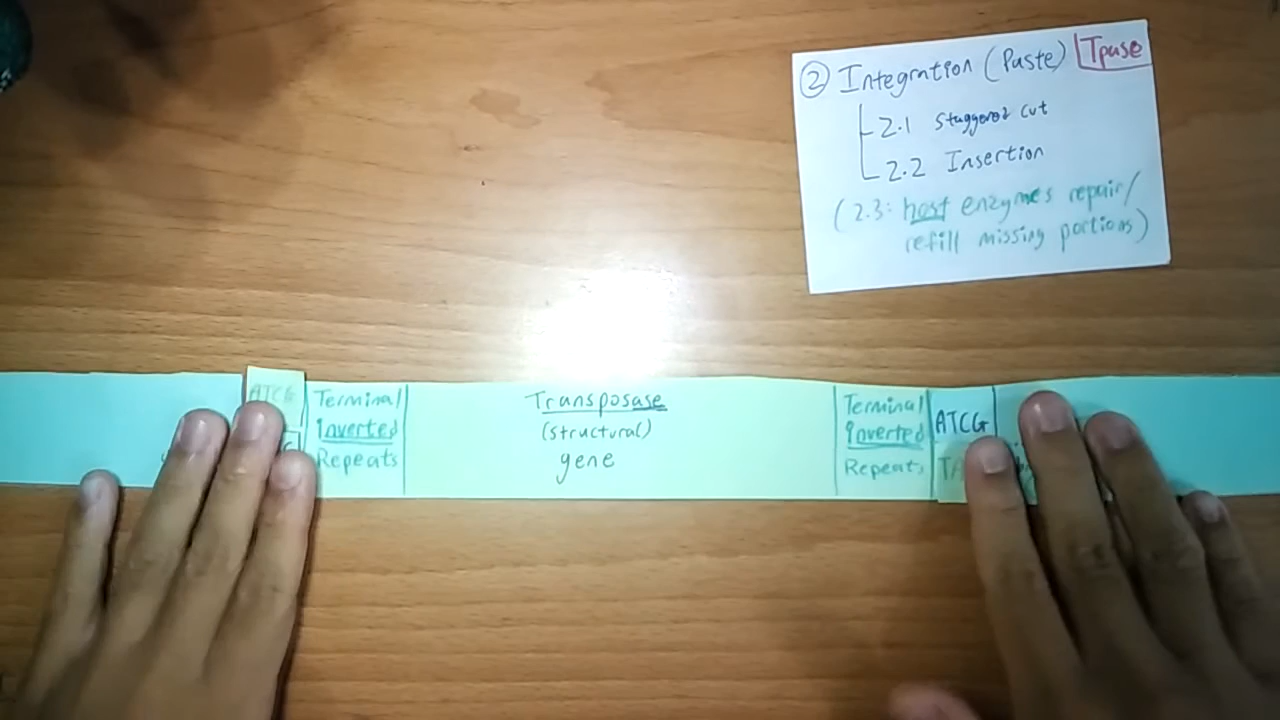 ② Integration (Paste) Tpase
2.1 staggered cut
2.2 Insertion
(2.3: host enzymes repair/
refill missing portions)
ATCG
Terminal
Inverted
Repeats
Transposase
(structural)
gene
Terminal
Inverted
Repeats
ATCG